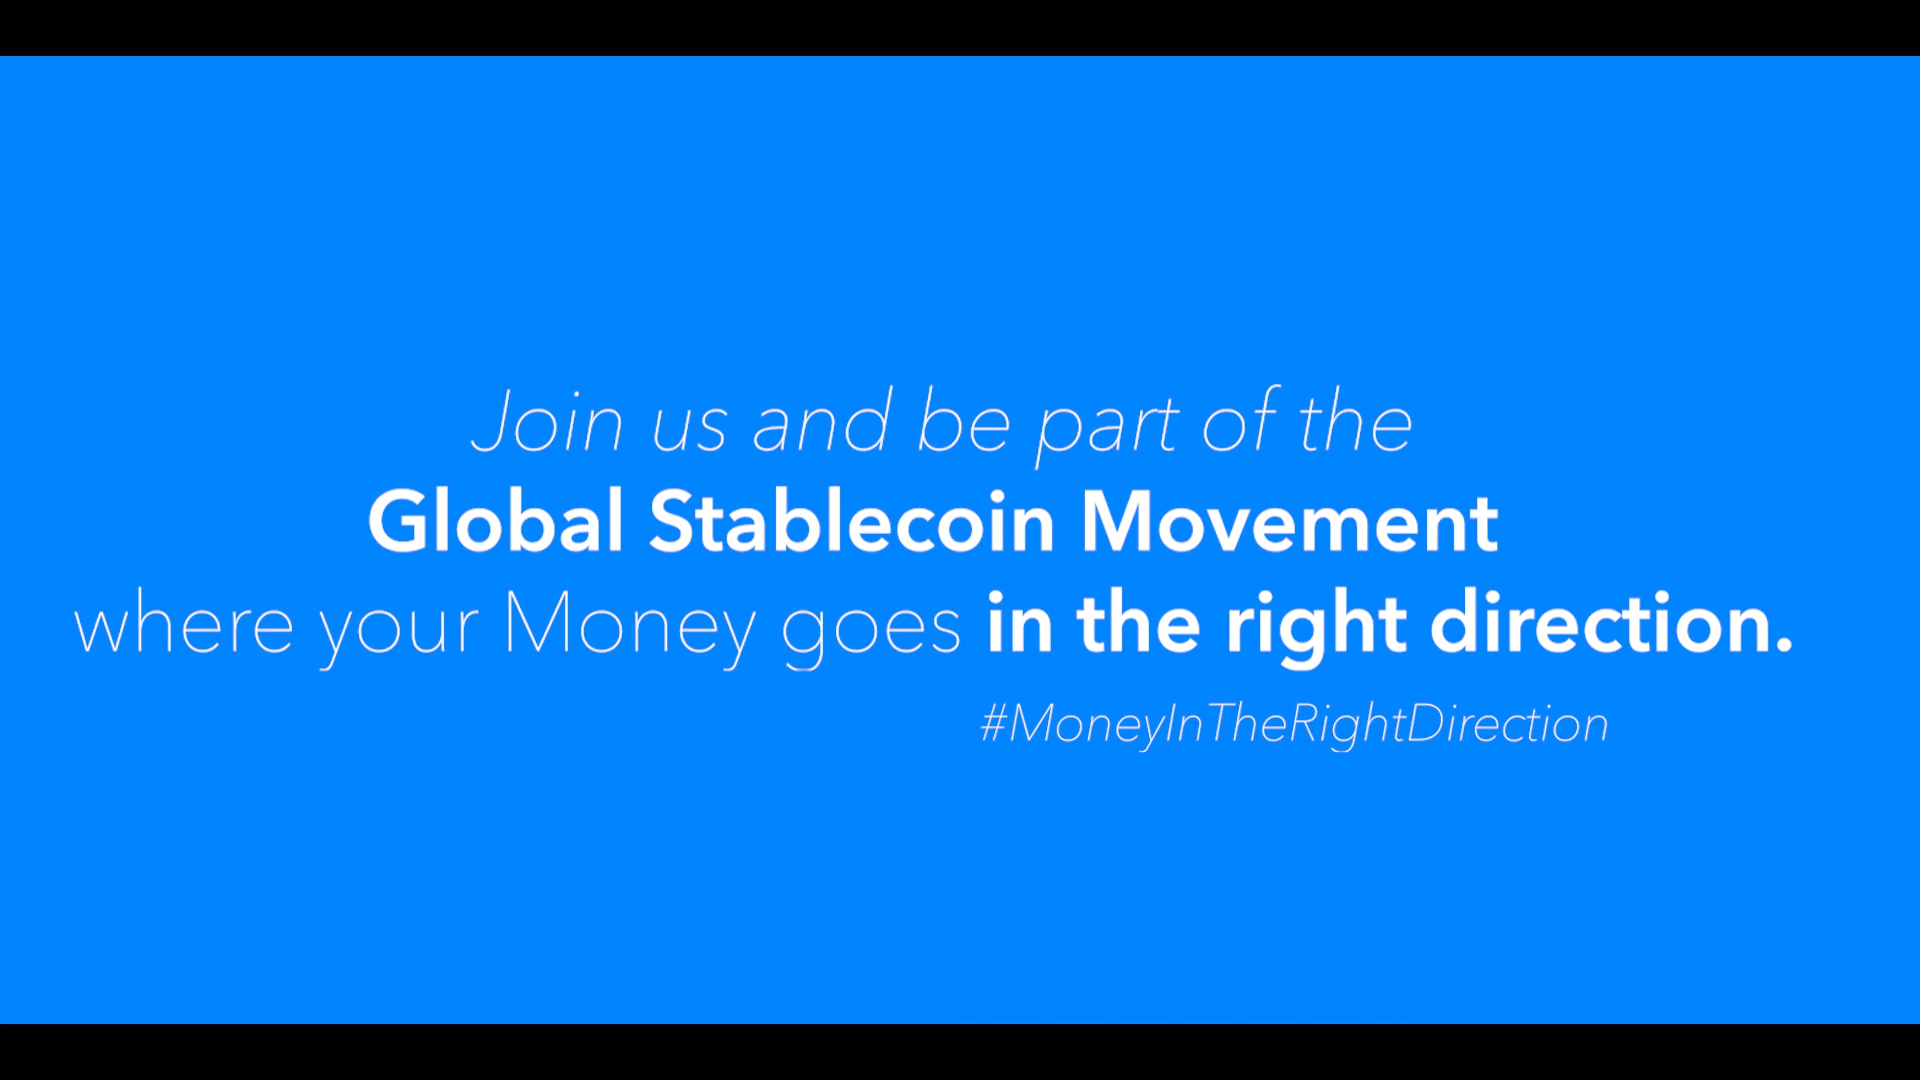 Join us and be part of the
Global Stablecoin Movement
where your Money goes in the right direction.
#MoneyInTheRightDirection